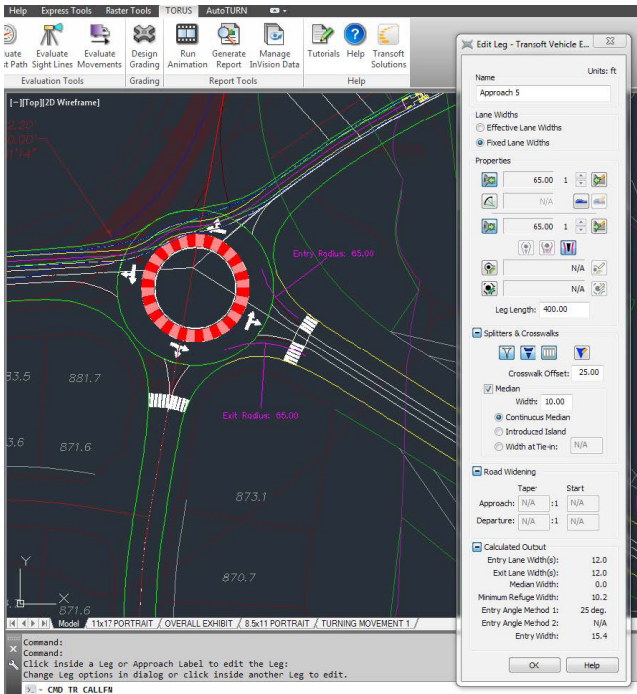 Help Express Tools Raster Tools TORUS AutoTURN
uate Evaluate Evaluate Design Run Generate Manage Tutorials Help Transoft
st Path Sight Lines Movements Grading Animation Report InVision Data Solutions
Evaluation Tools Grading Report Tools Help
[-][Top][2D Wireframe]
Entry Radius: 65.00
Exit Radius: 65.00
83.5 881.7
3.6 871.6
873.1
870.7
871.6
Y
X
Model 11x17 PORTRAIT OVERALL EXHIBIT 8.5x11 PORTRAIT TURNING MOVEMENT 1
Command:
Command:
Click inside a Leg or Approach Label to edit the Leg:
Change Leg options in dialog or click inside another Leg to edit.
CMD TR CALLFN
Edit Leg - Transoft Vehicle E...
Units: ft
Name
Approach 5
Lane Widths
Effective Lane Widths
Fixed Lane Widths
Properties
65.00 1
N/A
65.00 1
N/A
N/A
Leg Length: 400.00
Splitters & Crosswalks
Crosswalk Offset: 25.00
Median
Width: 10.00
Continuous Median
Introduced Island
Width at Tie-in: N/A
Road Widening
Taper Start
Approach: N/A :1 N/A
Departure: N/A :1 N/A
Calculated Output
Entry Lane Width(s): 12.0
Exit Lane Width(s): 12.0
Median Width: 0.0
Minimum Refuge Width: 10.2
Entry Angle Method 1: 25 deg.
Entry Angle Method 2: N/A
Entry Width: 15.4
OK Help